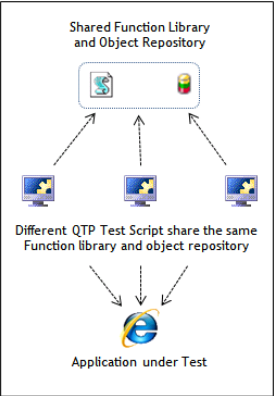 Shared Function Library
and Object Repository
Different QTP Test Script share the same
Function library and object repository
Application under Test